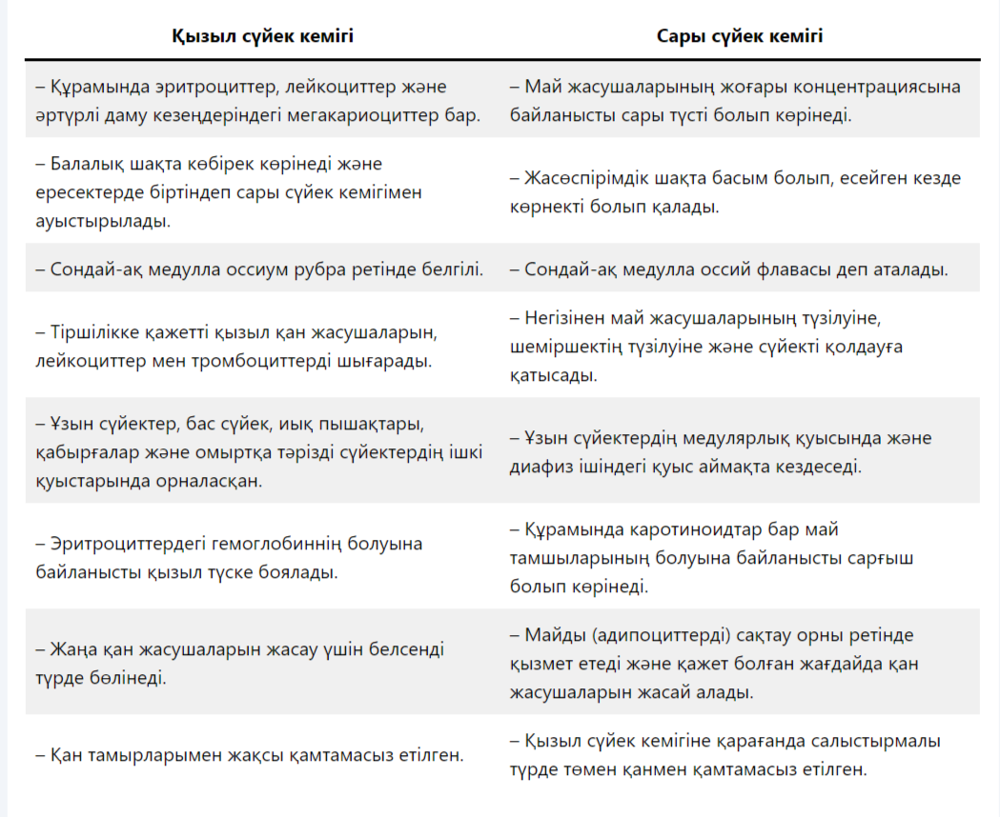 Қызыл сүйек кемігі
Сары сүйек кемігі
– Құрамында эритроциттер, лейкоциттер және
әртүрлі даму кезеңдеріндегі мегакариоциттер бар.
– Май жасушаларының жоғары концентрациясына
байланысты сары түсті болып көрінеді.
– Балалық шақта көбірек көрінеді және
ересектерде біртіндеп сары сүйек кемігімен
ауыстырылады.
– Жасөспірімдік шақта басым болып, есейген кезде
көрнекті болып қалады.
– Сондай-ақ медулла оссиум рубра ретінде белгілі.
– Сондай-ақ медулла оссий флавасы деп аталады.
– Тіршілікке қажетті қызыл қан жасушаларын,
лейкоциттер мен тромбоциттерді шығарады.
– Негізінен май жасушаларының түзілуіне,
шеміршектің түзілуіне және сүйекті қолдауға
қатысады.
– Ұзын сүйектер, бас сүйек, иық пышақтары,
қабырғалар және омыртқа тәрізді сүйектердің ішкі
қуыстарында орналасқан.
– Ұзын сүйектердің медулярлық қуысында және
диафиз ішіндегі қуыс аймақта кездеседі.
– Эритроциттердегі гемоглобиннің болуына
байланысты қызыл түске боялады.
– Құрамында каротиноидтар бар май
тамшыларының болуына байланысты сарғыш
болып көрінеді.
– Жаңа қан жасушаларын жасау үшін белсенді
түрде бөлінеді.
– Майды (адипоциттерді) сақтау орны ретінде
қызмет етеді және қажет болған жағдайда қан
жасушаларын жасай алады.
– Қан тамырларымен жақсы қамтамасыз етілген.
– Қызыл сүйек кемігіне қарағанда салыстырмалы
түрде төмен қанмен қамтамасыз етілген.